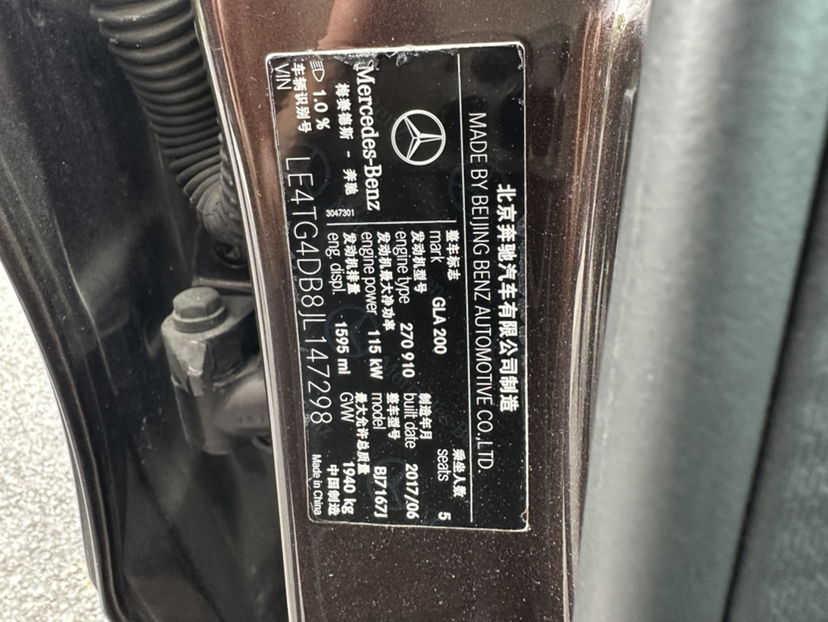 北京奔驰汽车有限公司制造
MADE BY BEIJING BENZ AUTOMOTIVE CO.,LTD.
Mercedes-Benz
梅赛德斯-奔驰
3047301
整车标志
mark GLA 200
乘坐人数
seats 5
发动机型号
engine type 270 910
制造年月
built date 2017/06
发动机最大净功率
engine power 115 kW
整车型号
model
发动机排量
eng. displ. 1595 ml
最大允许总质量
GVW 1940 kg
1.0 %
车辆识别号
VIN LE4TG4DB8JL147298
中国制造
Made in China